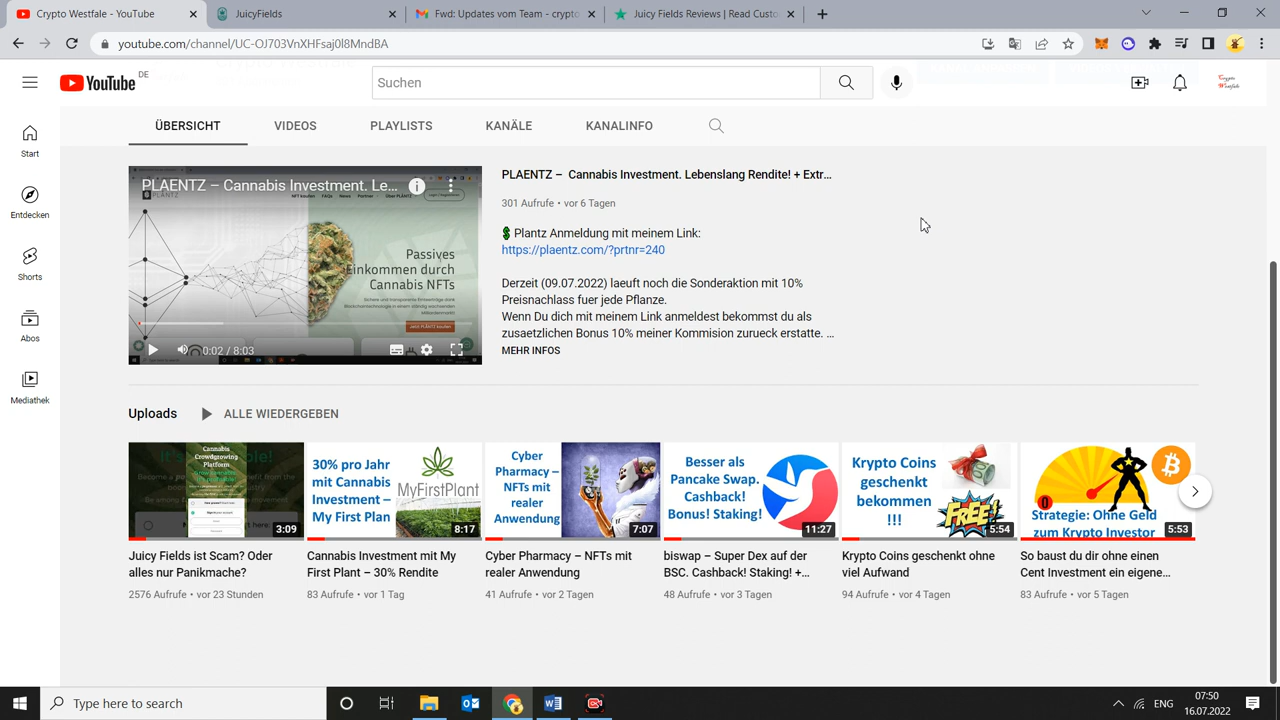 Crypto Westfale - YouTube
JuicyFields
Fwd: Updates vom Team - crypto
Juicy Fields Reviews | Read Custo
youtube.com/channel/UC-OJ703VnXHFsaj0l8MndBA
YouTube
DE
Suchen
Crypto
Westfale
Start
Entdecken
Shorts
Abos
Mediathek
ÜBERSICHT
VIDEOS
PLAYLISTS
KANÄLE
KANALINFO
PLAENTZ – Cannabis Investment. Le...
Passives
Einkommen durch
Cannabis NFTs
0:02 / 8:03
PLAENTZ – Cannabis Investment. Lebenslang Rendite! + Extr...
301 Aufrufe • vor 6 Tagen
Plantz Anmeldung mit meinem Link:
https://plaentz.com/?prtnr=240
Derzeit (09.07.2022) laeuft noch die Sonderaktion mit 10%
Preisnachlass fuer jede Pflanze.
Wenn Du dich mit meinem Link anmeldest bekommst du als
zusaetzlichen Bonus 10% meiner Kommision zurueck erstatte. ...
MEHR INFOS
Uploads
ALLE WIEDERGEBEN
Cannabis
Crowdgrowing
Platform
3:09
Juicy Fields ist Scam? Oder
alles nur Panikmache?
2576 Aufrufe • vor 23 Stunden
30% pro Jahr
mit Cannabis
Investment –
My First Plan
MyFirstPlant
8:17
Cannabis Investment mit My
First Plan – 30% Rendite
83 Aufrufe • vor 1 Tag
Cyber
Pharmacy –
NFTs mit
realer
Anwendung
7:07
Cyber Pharmacy – NFTs mit
realer Anwendung
41 Aufrufe • vor 2 Tagen
Besser als
Pancake Swap.
Cashback!
Bonus! Staking!
11:27
biswap – Super Dex auf der
BSC. Cashback! Staking! +...
48 Aufrufe • vor 3 Tagen
Krypto Coins
geschenkt
bekommen
!!!
FREE!
5:54
Krypto Coins geschenkt ohne
viel Aufwand
94 Aufrufe • vor 4 Tagen
0
Strategie: Ohne Geld
zum Krypto Investor
5:53
So baust du dir ohne einen
Cent Investment ein eigene...
83 Aufrufe • vor 5 Tagen
Type here to search
ENG
07:50
16.07.2022